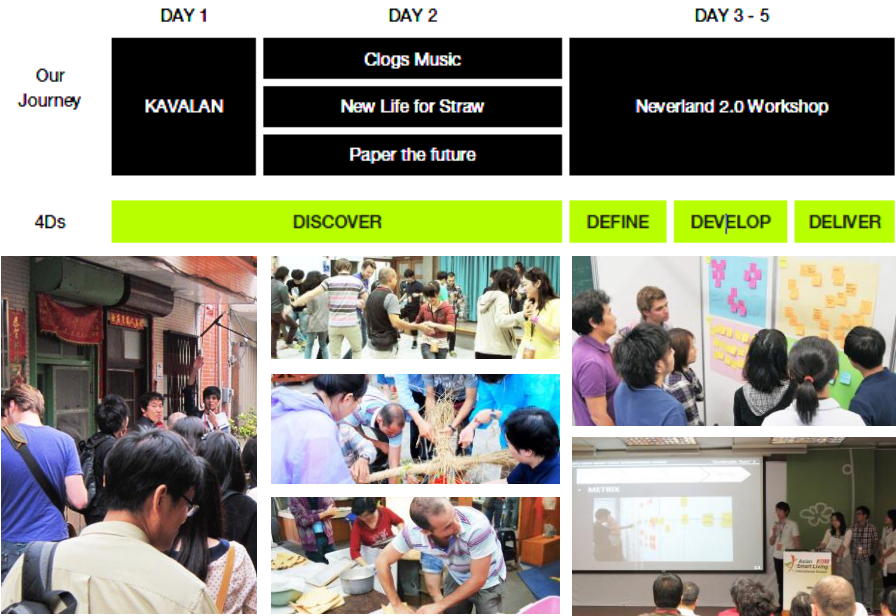 DAY 1
DAY 2
DAY 3 - 5
Our
Journey
KAVALAN
Clogs Music
New Life for Straw
Paper the future
Neverland 2.0 Workshop
4Ds
DISCOVER
DEFINE
DEVELOP
DELIVER
METRIX
Asian
Smart Living